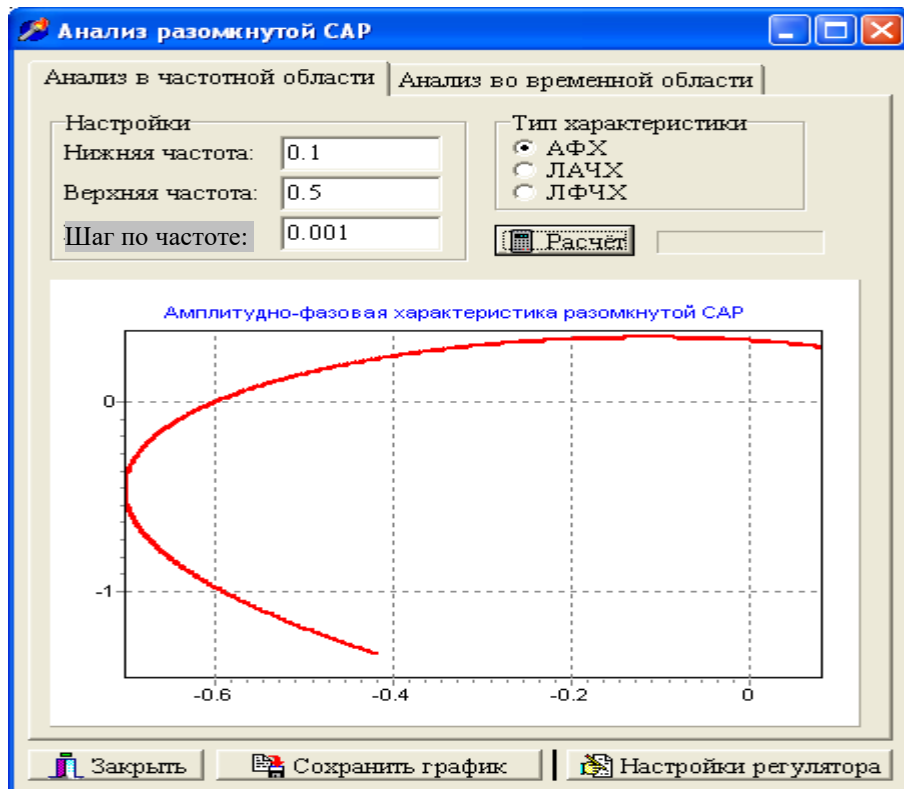 Анализ разомкнутой САР
Анализ в частотной области
Анализ во временной области
Настройки
Нижняя частота:
0.1
Верхняя частота:
0.5
Шаг по частоте:
0.001
Тип характеристики
АФХ
ЛАЧХ
ЛФЧХ
Расчёт
Амплитудно-фазовая характеристика разомкнутой САР
0
-1
-0.6
-0.4
-0.2
0
Закрыть
Сохранить график
Настройки регулятора